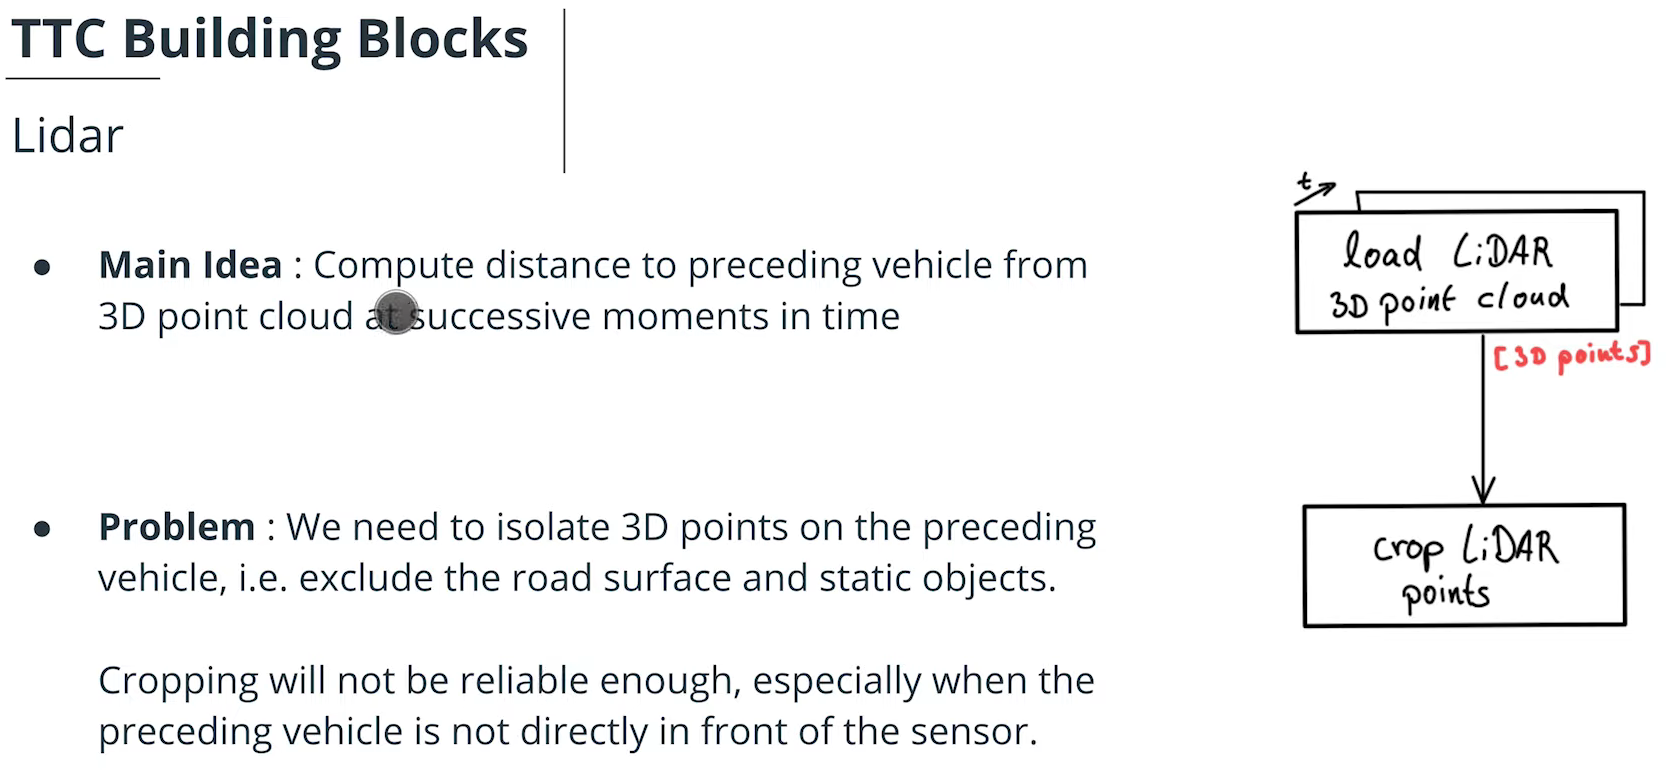 TTC Building Blocks
Lidar
● Main Idea : Compute distance to preceding vehicle from
3D point cloud at successive moments in time
● Problem : We need to isolate 3D points on the preceding
vehicle, i.e. exclude the road surface and static objects.
Cropping will not be reliable enough, especially when the
preceding vehicle is not directly in front of the sensor.
t
load LiDAR
3D point cloud
[3D points]
crop LiDAR
points